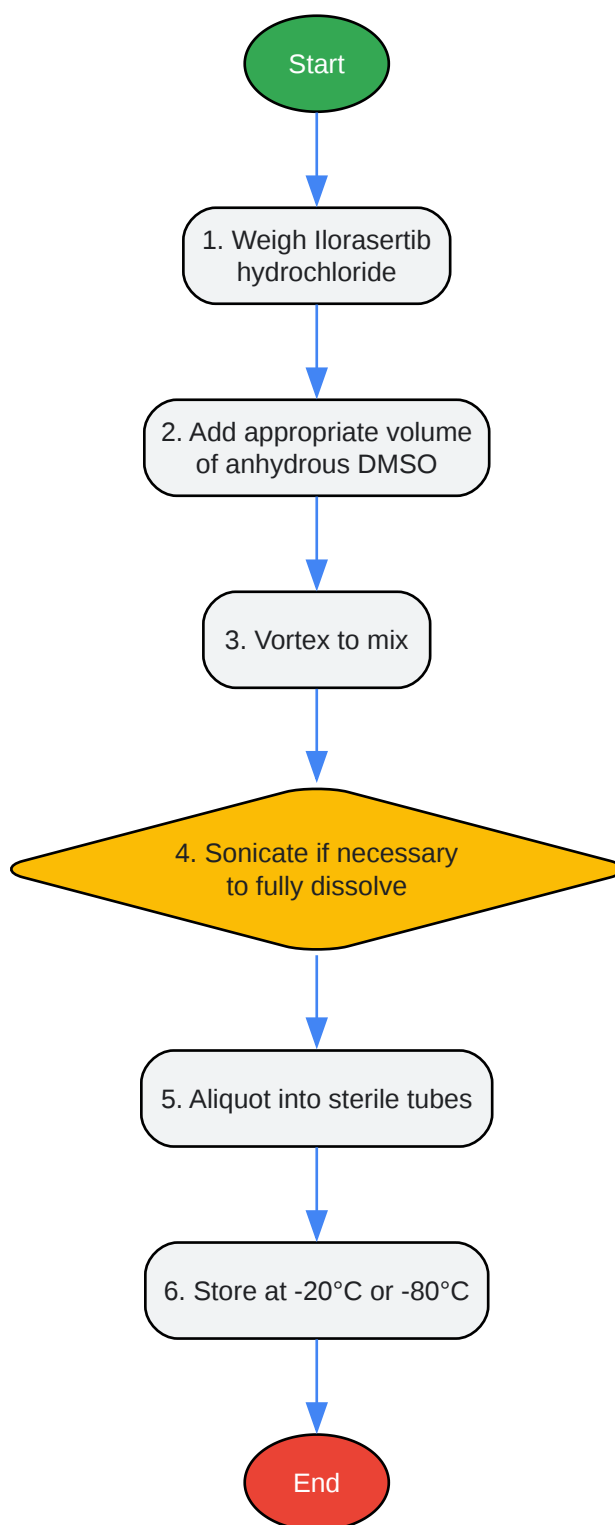 Start
1. Weigh Ilorasertib
hydrochloride
2. Add appropriate volume
of anhydrous DMSO
3. Vortex to mix
4. Sonicate if necessary
to fully dissolve
5. Aliquot into sterile tubes
6. Store at -20°C or -80°C
End